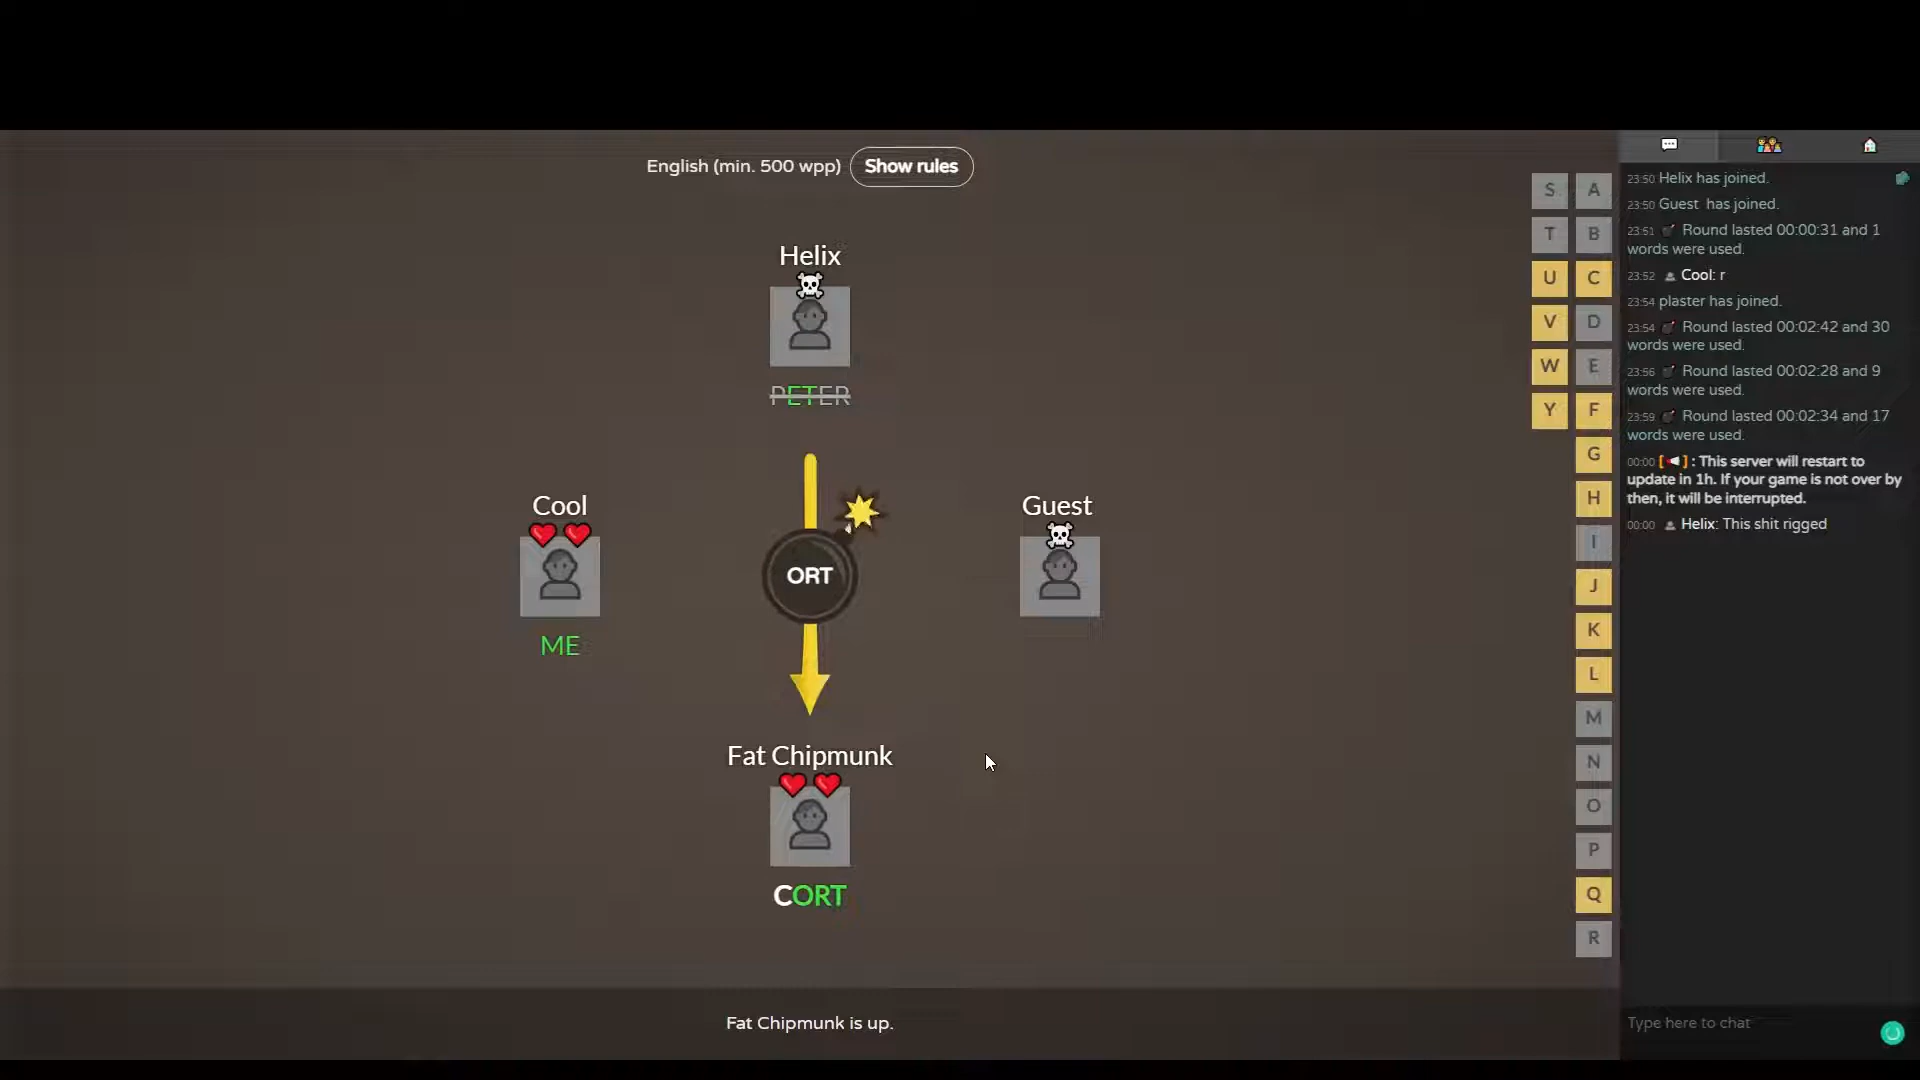 English (min. 500 wpp) Show rules
Helix
PETER
Cool
ME
ORT
Guest
Fat Chipmunk
CORT
Fat Chipmunk is up.
S A
T B
U C
V D
W E
Y F
G
H
I
J
K
L
M
N
O
P
Q
R
23:50 Helix has joined.
23:50 Guest has joined.
23:51 Round lasted 00:00:31 and 1
words were used.
23:52 Cool: r
23:54 plaster has joined.
23:54 Round lasted 00:02:42 and 30
words were used.
23:56 Round lasted 00:02:28 and 9
words were used.
23:59 Round lasted 00:02:34 and 17
words were used.
00:00 [📢] : This server will restart to
update in 1h. If your game is not over by
then, it will be interrupted.
00:00 Helix: This shit rigged
Type here to chat